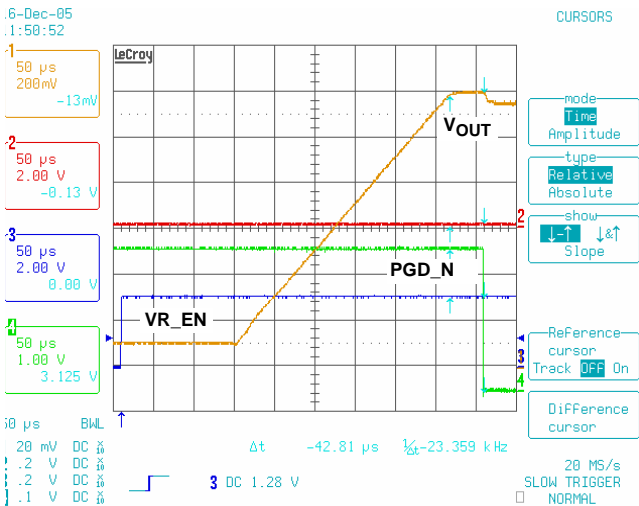 6-Dec-05
1:50:52
LeCroy
CURSORS
1
50 µs
200mV
-13mV
2
50 µs
2.00 V
-0.13 V
3
50 µs
2.00 V
0.00 V
4
50 µs
1.00 V
3.125 V
VOUT
PGD_N
VR_EN
2
3
4
mode
Time
Amplitude
type
Relative
Absolute
show
↓-↑ ↓&↑
Slope
Reference
cursor
Track OFF On
Difference
cursor
50 µs BWL
20 mV DC
.2 V DC
.2 V DC
.1 V DC
Δt -42.81 µs 1/Δt -23.359 kHz
3 DC 1.28 V
20 MS/s
SLOW TRIGGER
NORMAL